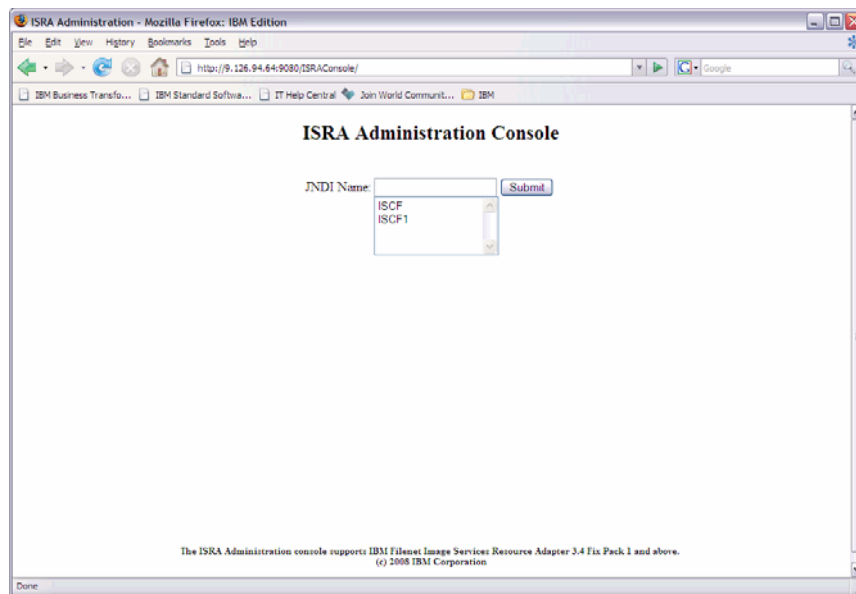 ISRA Administration - Mozilla Firefox: IBM Edition
File Edit View History Bookmarks Tools Help
http://9.126.94.64:9080/ISRAConsole/
Google
IBM Business Transfo... IBM Standard Softwa... IT Help Central Join World Communit... IBM
ISRA Administration Console
JNDI Name: Submit
ISCF
ISCF1
The ISRA Administration console supports IBM Filenet Image Services Resource Adapter 3.4 Fix Pack 1 and above.
(c) 2008 IBM Corporation
Done